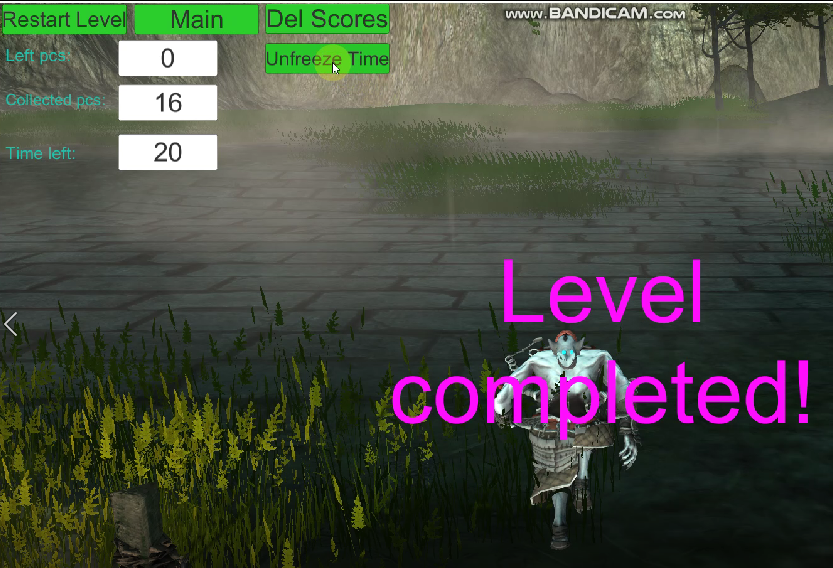 Restart Level
Main
Del Scores
www.BANDICAM.com
Left pcs:
0
Unfreeze Time
Collected pcs:
16
Time left:
20
Level
completed!